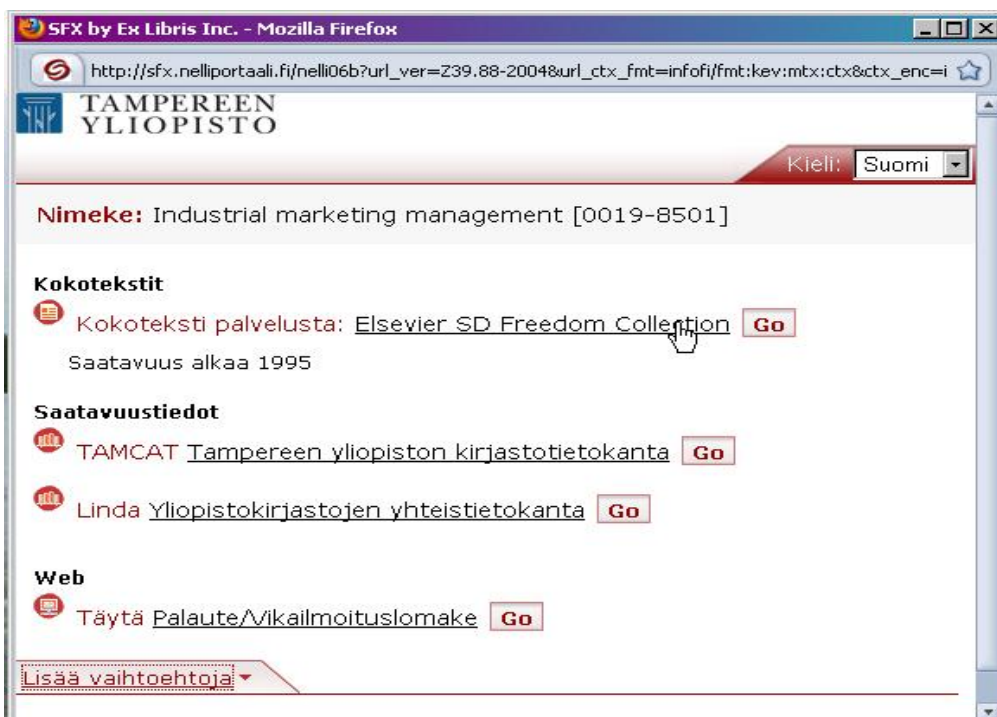 SFX by Ex Libris Inc. - Mozilla Firefox
http://sfx.nelliportaali.fi/nelli06b?url_ver=Z39.88-2004&url_ctx_fmt=infofi/fmt:kev:mtx:ctx&ctx_enc=i
TAMPEREEN
YLIOPISTO
Kieli: Suomi
Nimeke: Industrial marketing management [0019-8501]
Kokotekstit
Kokoteksti palvelusta: Elsevier SD Freedom Collection Go
Saatavuus alkaa 1995
Saatavuustiedot
TAMCAT Tampereen yliopiston kirjastotietokanta Go
Linda Yliopistokirjastojen yhteistietokanta Go
Web
Täytä Palaute/Vikailmoituslomake Go
Lisää vaihtoehtoja